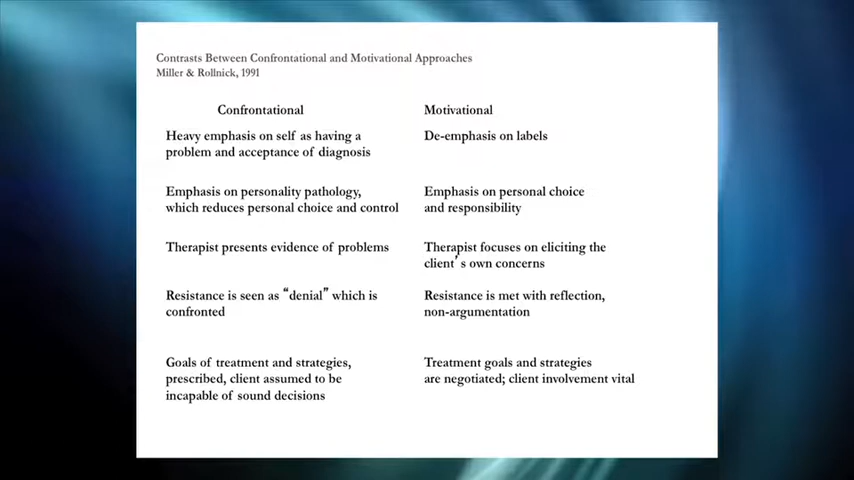 Contrasts Between Confrontational and Motivational Approaches
Miller & Rollnick, 1991
Confrontational
Motivational
Heavy emphasis on self as having a
problem and acceptance of diagnosis
De-emphasis on labels
Emphasis on personality pathology,
which reduces personal choice and control
Emphasis on personal choice
and responsibility
Therapist presents evidence of problems
Therapist focuses on eliciting the
client's own concerns
Resistance is seen as "denial" which is
confronted
Resistance is met with reflection,
non-argumentation
Goals of treatment and strategies,
prescribed, client assumed to be
incapable of sound decisions
Treatment goals and strategies
are negotiated; client involvement vital